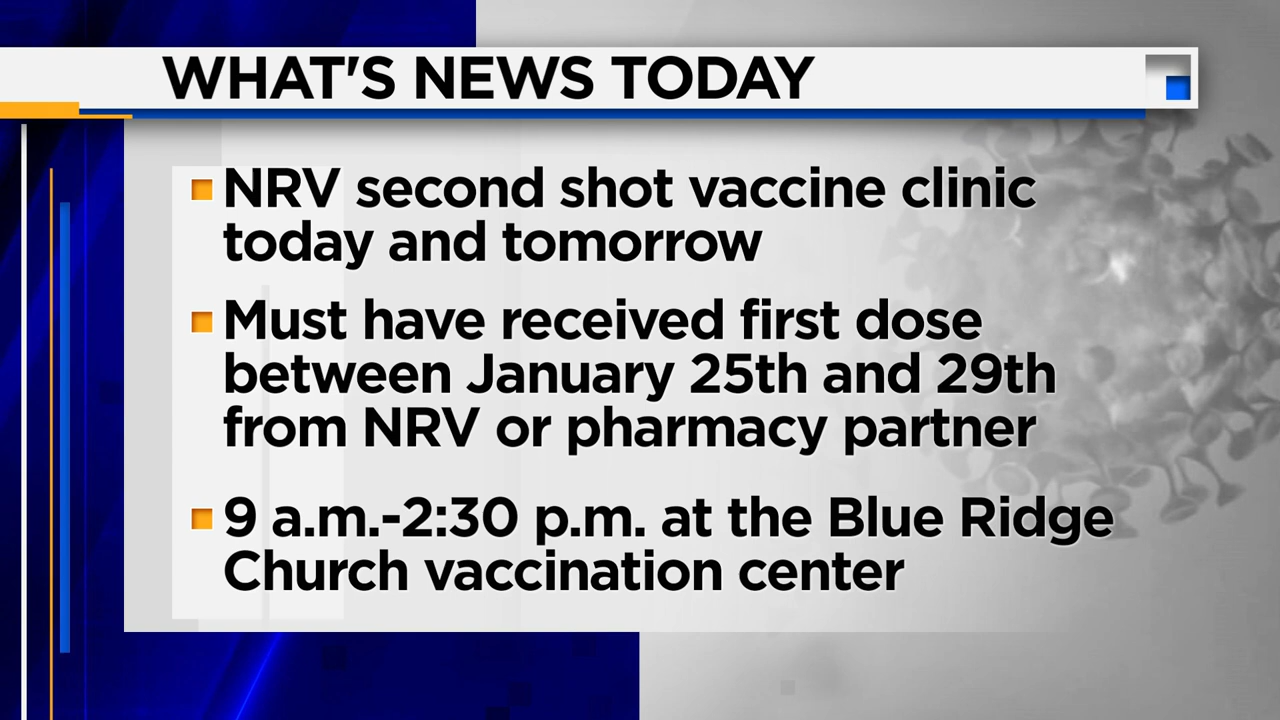 WHAT'S NEWS TODAY
NRV second shot vaccine clinic
today and tomorrow
Must have received first dose
between January 25th and 29th
from NRV or pharmacy partner
9 a.m.-2:30 p.m. at the Blue Ridge
Church vaccination center